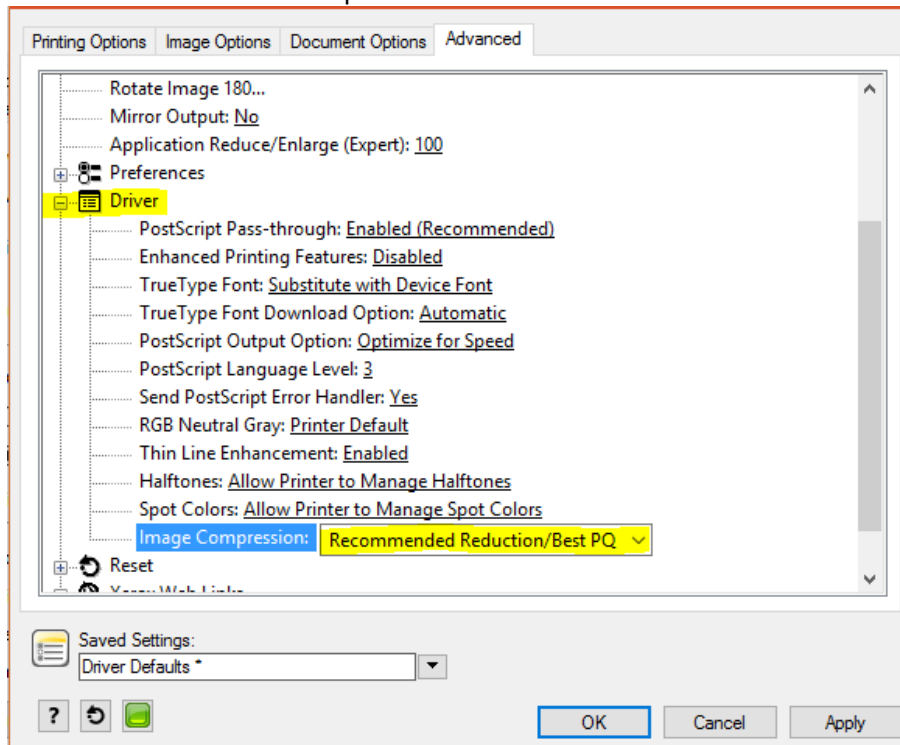 Printing Options Image Options Document Options Advanced
Rotate Image 180...
Mirror Output: No
Application Reduce/Enlarge (Expert): 100
Preferences
Driver
PostScript Pass-through: Enabled (Recommended)
Enhanced Printing Features: Disabled
TrueType Font: Substitute with Device Font
TrueType Font Download Option: Automatic
PostScript Output Option: Optimize for Speed
PostScript Language Level: 3
Send PostScript Error Handler: Yes
RGB Neutral Gray: Printer Default
Thin Line Enhancement: Enabled
Halftones: Allow Printer to Manage Halftones
Spot Colors: Allow Printer to Manage Spot Colors
Image Compression: Recommended Reduction/Best PQ
Reset
Xerox Web Links
Saved Settings:
Driver Defaults *
?
OK Cancel Apply